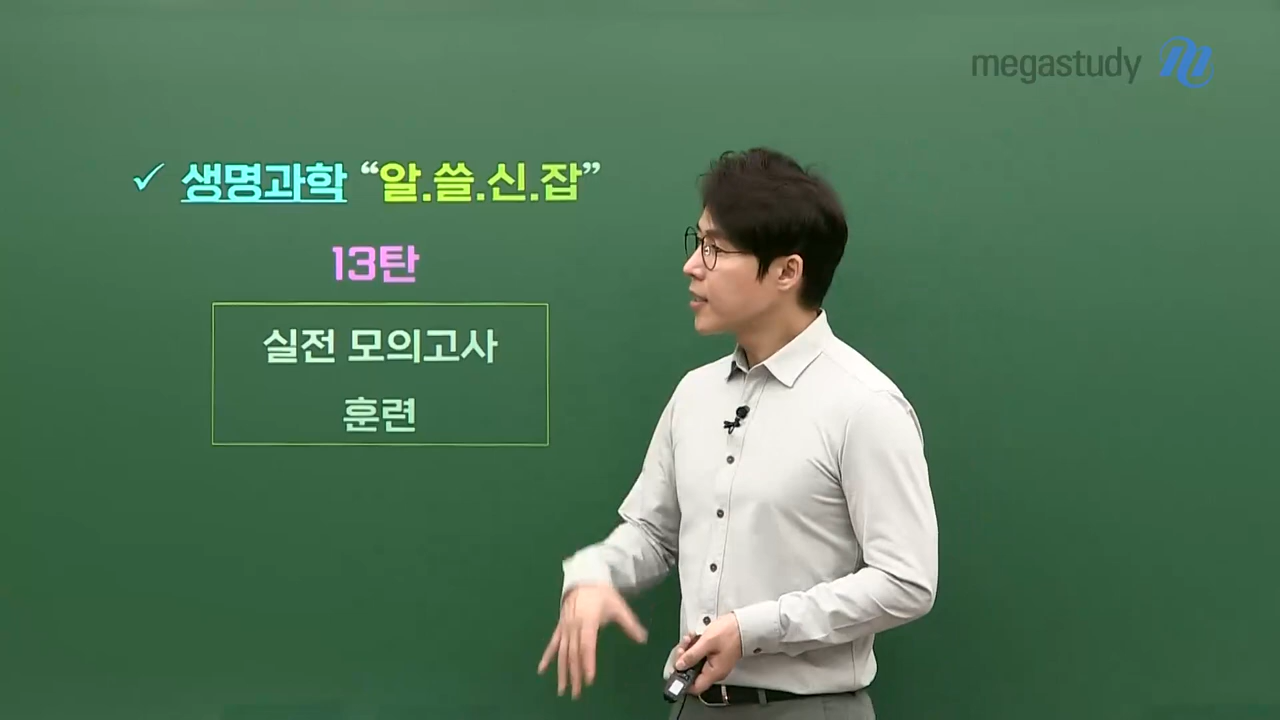 megastudy
✓ 생명과학 “알.쓸.신.잡”
13탄
실전 모의고사
훈련